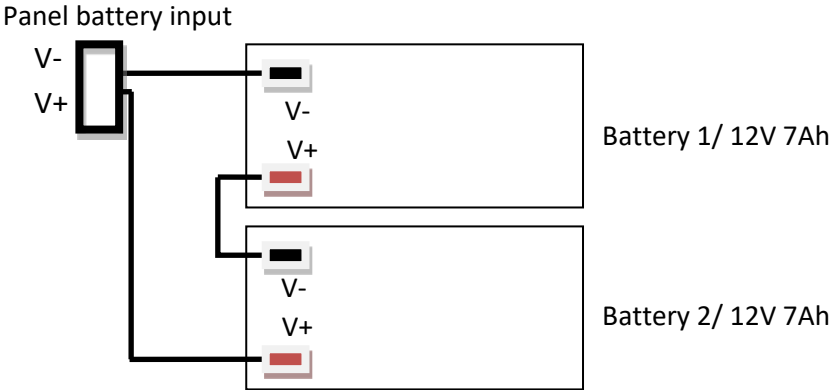 Panel battery input
V-
V+
V-
V+
Battery 1/ 12V 7Ah
V-
V+
Battery 2/ 12V 7Ah